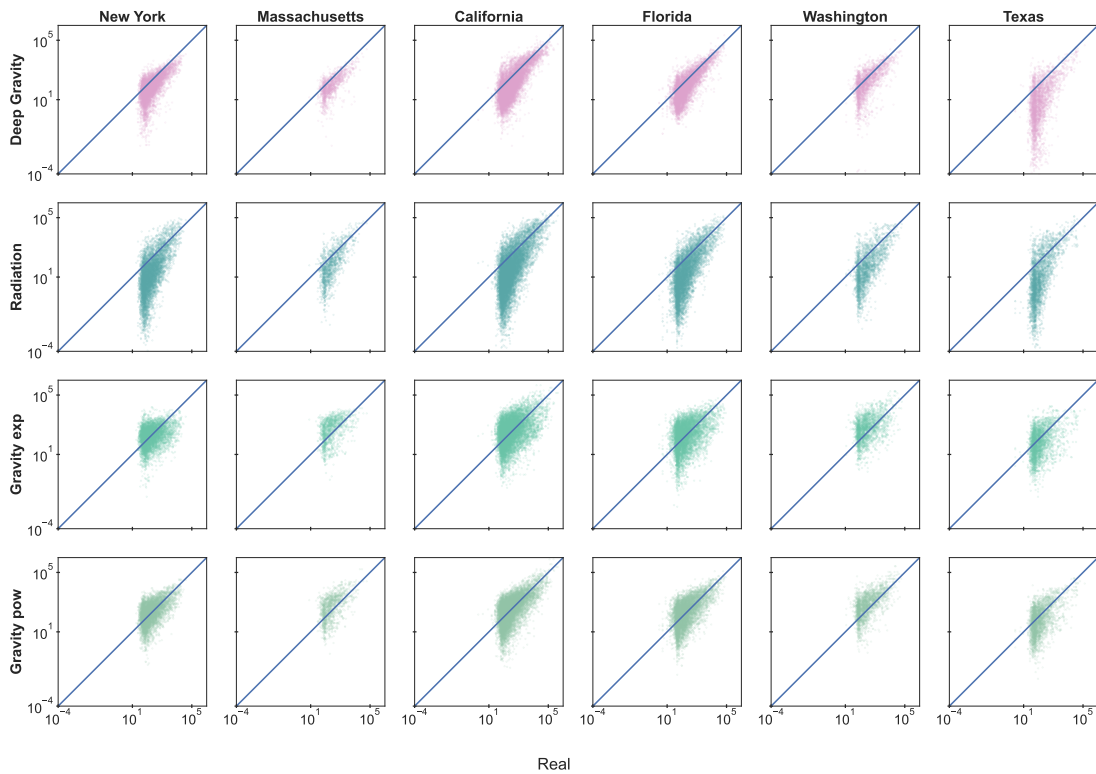 New York Massachusetts California Florida Washington Texas
Deep Gravity
10^5
10^1
10^−4
Radiation
10^5
10^1
10^−4
Gravity exp
10^5
10^1
10^−4
Gravity pow
10^5
10^1
10^−4
10^−4 10^1 10^5 10^−4 10^1 10^5 10^−4 10^1 10^5 10^−4 10^1 10^5 10^−4 10^1 10^5 10^−4 10^1 10^5
Real